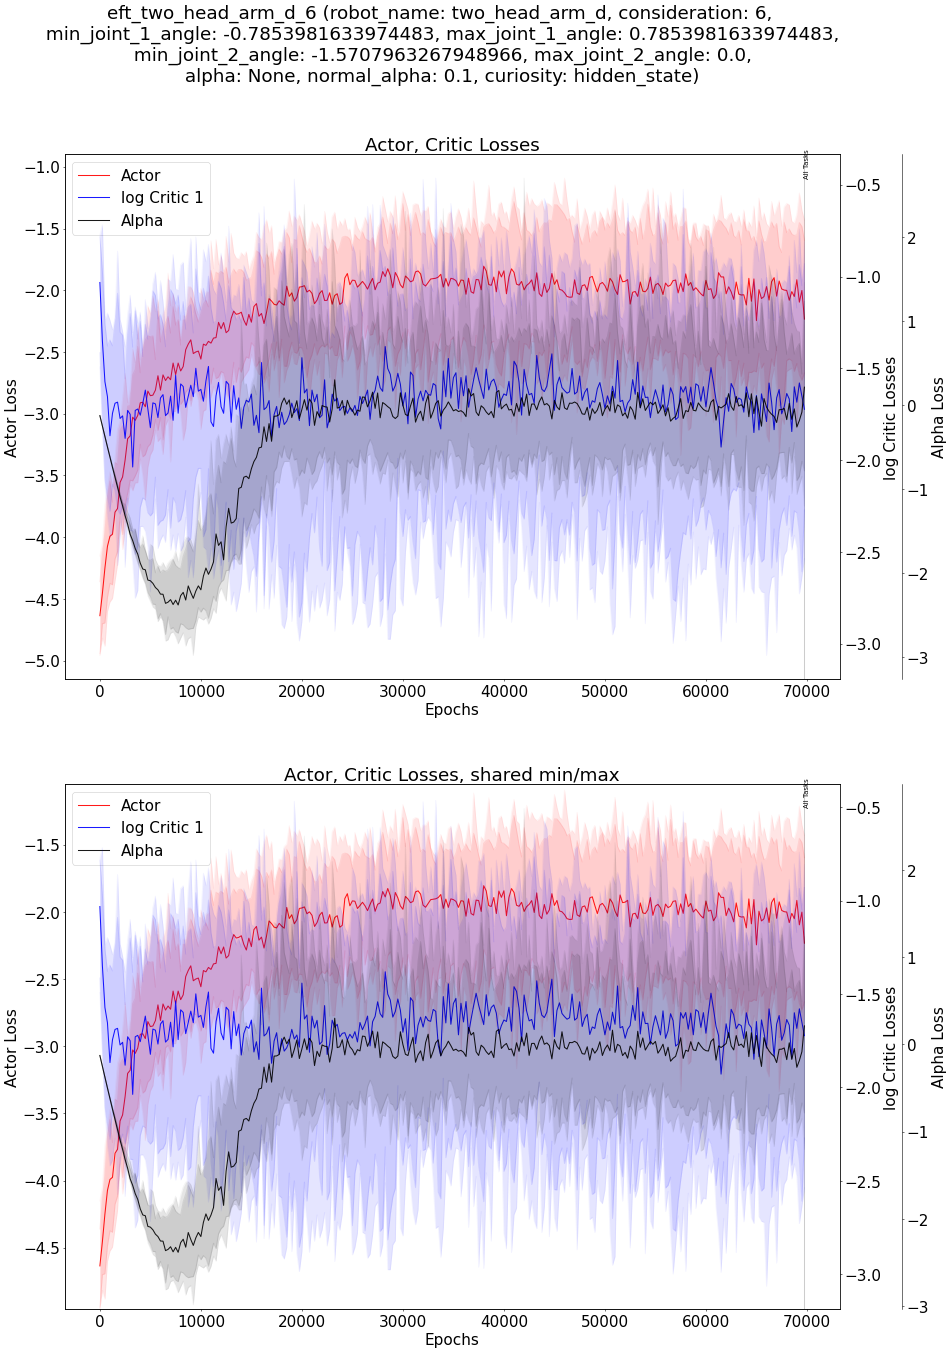 eft_two_head_arm_d_6 (robot_name: two_head_arm_d, consideration: 6,
min_joint_1_angle: -0.7853981633974483, max_joint_1_angle: 0.7853981633974483,
min_joint_2_angle: -1.5707963267948966, max_joint_2_angle: 0.0,
alpha: None, normal_alpha: 0.1, curiosity: hidden_state)
Actor, Critic Losses
Actor
log Critic 1
Alpha
All Tasks
−1.0
−1.5
−2.0
−2.5
−3.0
−3.5
−4.0
−4.5
−5.0
Actor Loss
0
10000
20000
30000
40000
50000
60000
70000
Epochs
−0.5
−1.0
−1.5
−2.0
−2.5
−3.0
log Critic Losses
2
1
0
−1
−2
−3
Alpha Loss
Actor, Critic Losses, shared min/max
Actor
log Critic 1
Alpha
All Tasks
−1.5
−2.0
−2.5
−3.0
−3.5
−4.0
−4.5
Actor Loss
0
10000
20000
30000
40000
50000
60000
70000
Epochs
−0.5
−1.0
−1.5
−2.0
−2.5
−3.0
log Critic Losses
2
1
0
−1
−2
−3
Alpha Loss